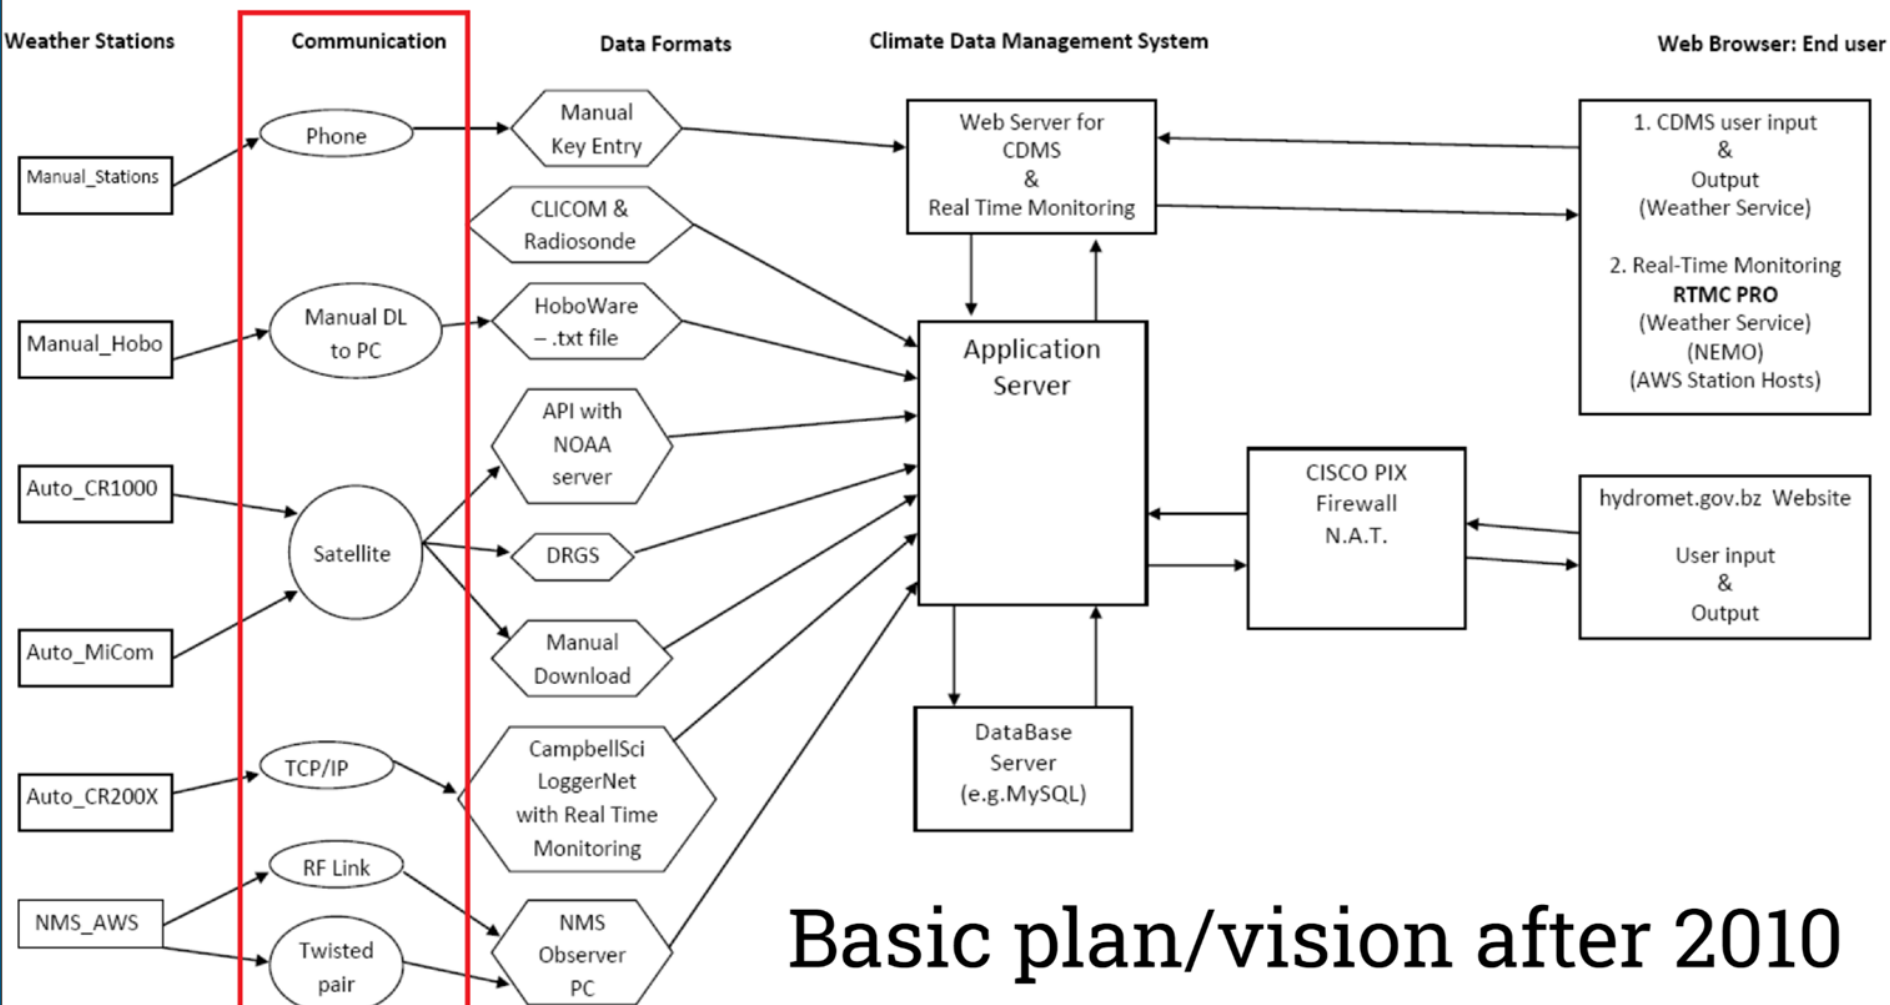 Weather Stations
Communication
Data Formats
Climate Data Management System
Web Browser: End user
Manual_Stations
Manual_Hobo
Auto_CR1000
Auto_MiCom
Auto_CR200X
NMS_AWS
Phone
Manual DL
to PC
Satellite
TCP/IP
RF Link
Twisted
pair
Manual
Key Entry
CLICOM &
Radiosonde
HoboWare
– .txt file
API with
NOAA
server
DRGS
Manual
Download
CampbellSci
LoggerNet
with Real Time
Monitoring
NMS
Observer
PC
Web Server for
CDMS
&
Real Time Monitoring
Application
Server
DataBase
Server
(e.g.MySQL)
CISCO PIX
Firewall
N.A.T.
1. CDMS user input
&
Output
(Weather Service)
2. Real-Time Monitoring
RTMC PRO
(Weather Service)
(NEMO)
(AWS Station Hosts)
hydromet.gov.bz Website
User input
&
Output
Basic plan/vision after 2010